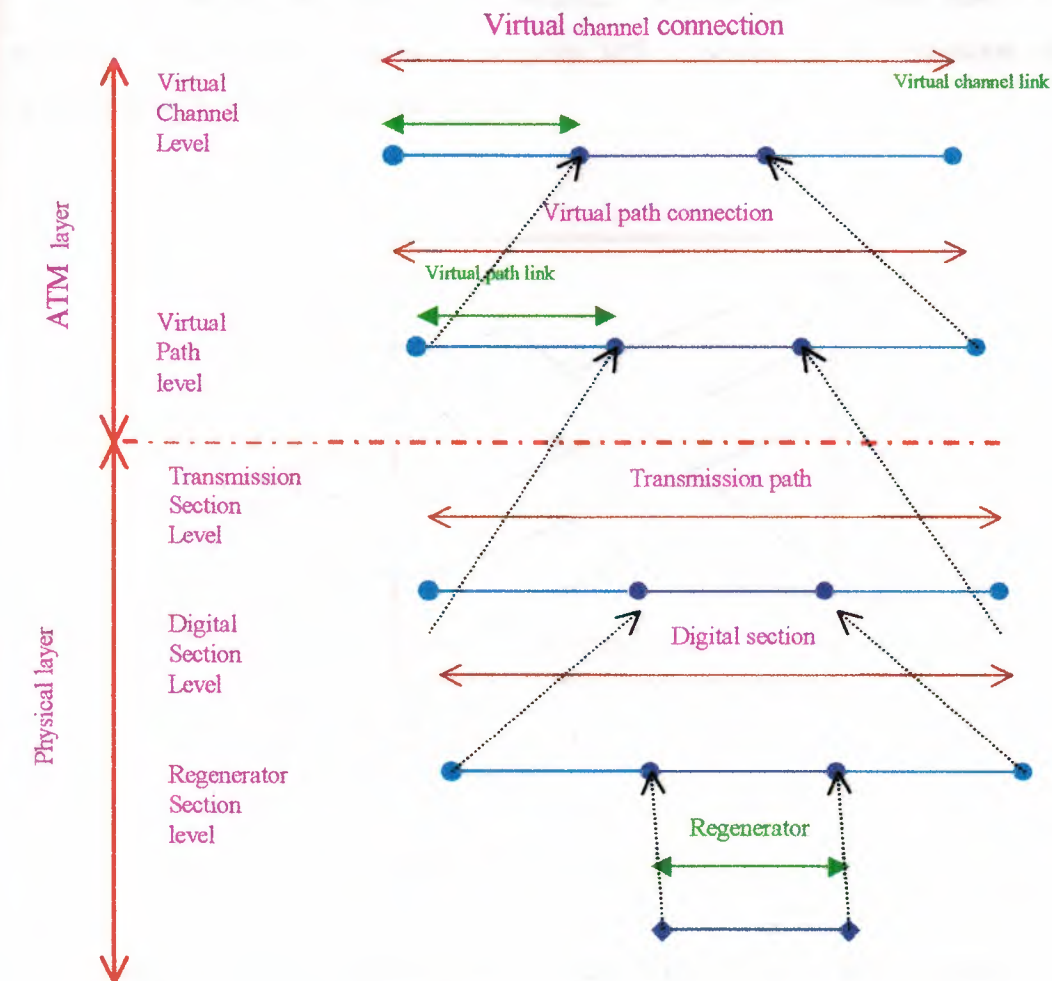 Virtual channel connection
Virtual
Channel
Level
Virtual channel link
Virtual path connection
Virtual path link
ATM layer
Virtual
Path
level
Transmission
Section
Level
Transmission path
Digital
Section
Level
Digital section
Physical layer
Regenerator
Section
level
Regenerator